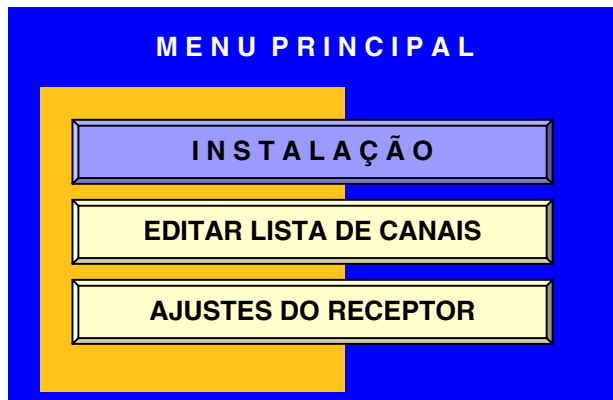 MENU PRINCIPAL
INSTALAÇÃO
EDITAR LISTA DE CANAIS
AJUSTES DO RECEPTOR